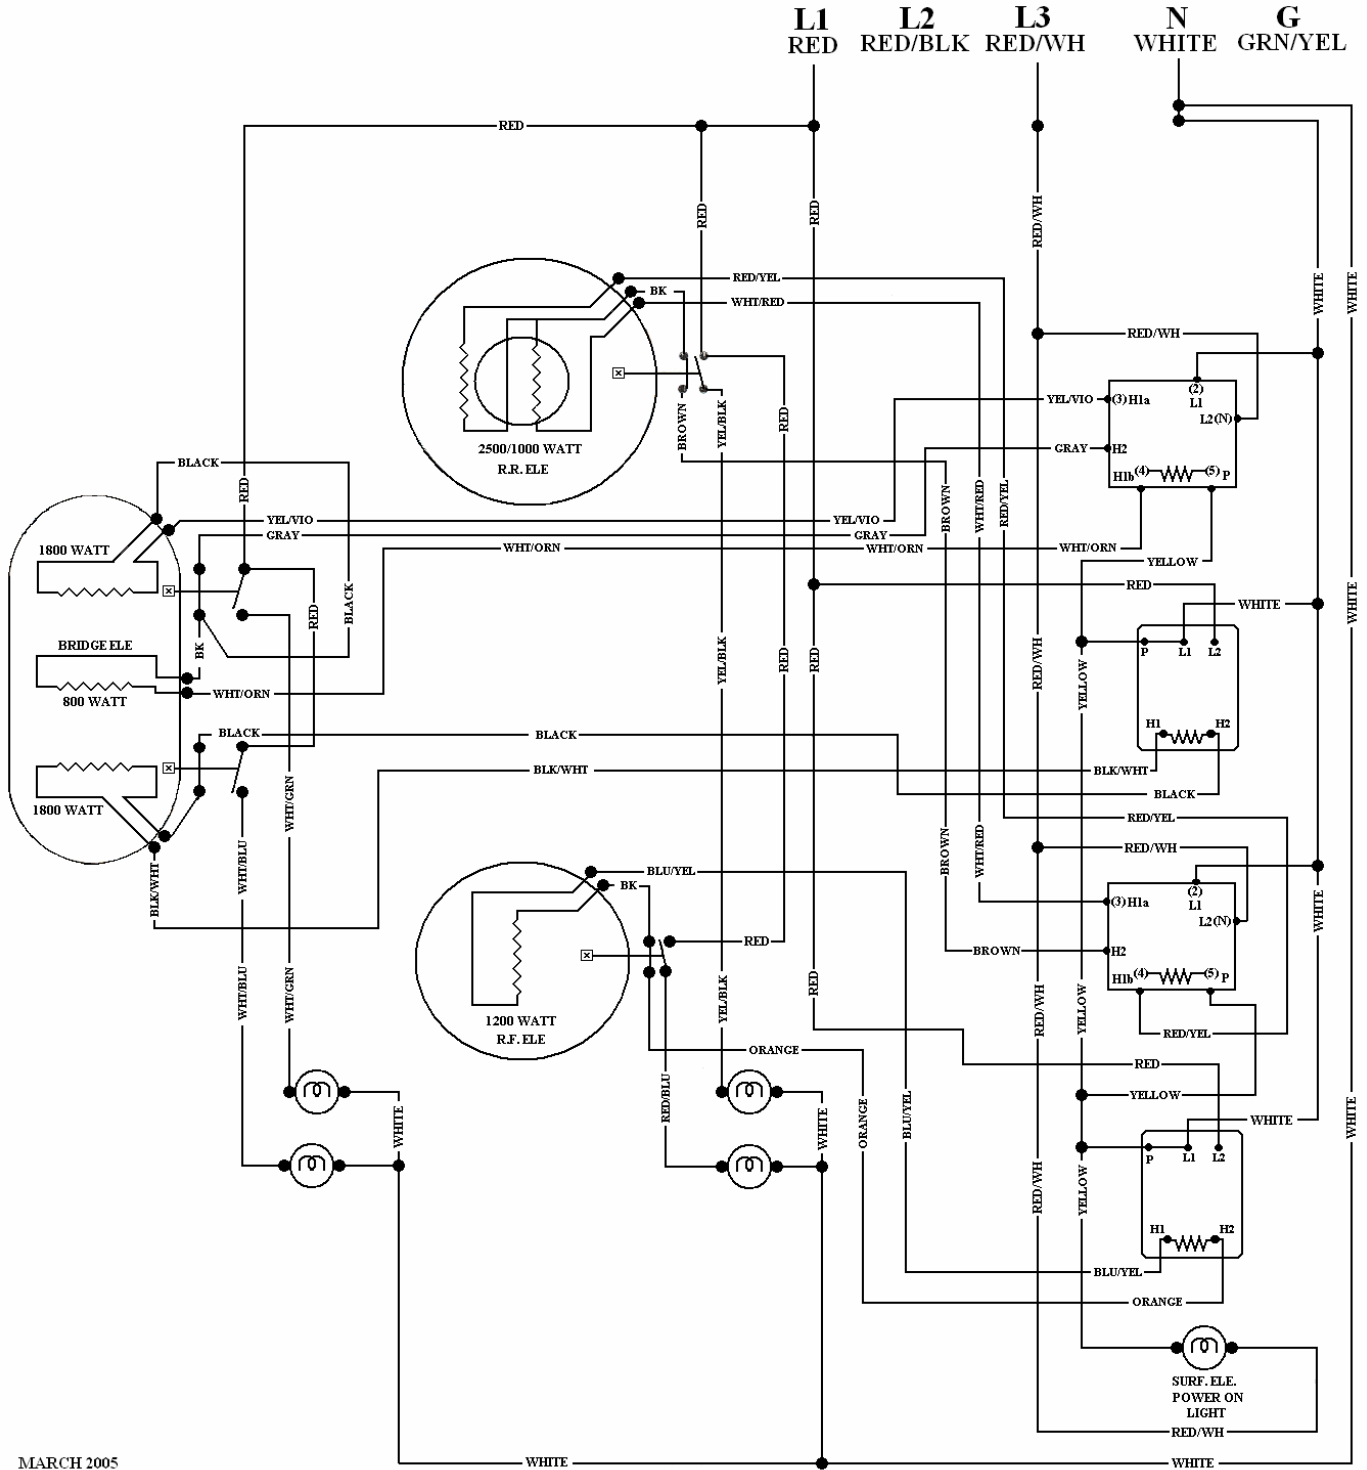 L1 L2 L3 N G
RED RED/BLK RED/WH WHITE GRN/YEL
RED
RED
RED
RED/WH
WHITE
WHITE
RED/YEL
BK
WHT/RED
RED/WH
(2)
L1
YEL/VIO
(3) H1a
L2(N)
BROWN
YEL/BLK
RED
2500/1000 WATT
R.R. ELE
GRAY
H2
H1b (4) (5) P
BLACK
RED
BROWN
WHT/RED
RED/YEL
YEL/VIO
YEL/VIO
GRAY
GRAY
WHT/ORN
WHT/ORN
WHT/ORN
1800 WATT
YELLOW
RED
WHITE
WHITE
BLACK
RED
BRIDGE ELE
BK
800 WATT
WHT/ORN
YEL/BLK
RED
RED
RED/WH
YELLOW
P L1 L2
H1 H2
BLACK
BLACK
BLK/WHT
BLK/WHT
BLACK
1800 WATT
WHT/GRN
WHT/BLU
RED/YEL
BROWN
WHT/RED
RED/WH
BLK/WHT
BLU/YEL
BK
(2)
L1
(3) H1a
L2(N)
WHITE
RED
BROWN
H2
H1b (4) (5) P
WHT/BLU
WHT/GRN
YEL/BLK
RED
RED/WH
YELLOW
1200 WATT
R.F. ELE
RED/YEL
ORANGE
RED
RED/BLU
YELLOW
WHITE
WHITE
WHITE
ORANGE
BLU/YEL
WHITE
P L1 L2
RED/WH
YELLOW
H1 H2
BLU/YEL
ORANGE
SURF. ELE.
POWER ON
LIGHT
RED/WH
MARCH 2005
WHITE
WHITE